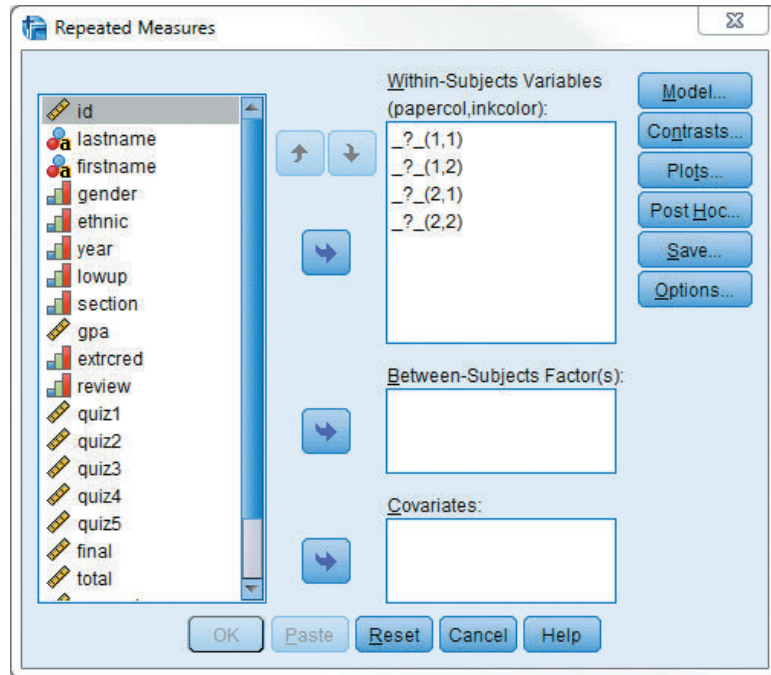 Repeated Measures
id
lastname
firstname
gender
ethnic
year
lowup
section
gpa
extrcred
review
quiz1
quiz2
quiz3
quiz4
quiz5
final
total
Within-Subjects Variables
(papercol,inkcolor):
_?_(1,1)
_?_(1,2)
_?_(2,1)
_?_(2,2)
Between-Subjects Factor(s):
Covariates:
Model...
Contrasts...
Plots...
Post Hoc...
Save...
Options...
OK Paste Reset Cancel Help